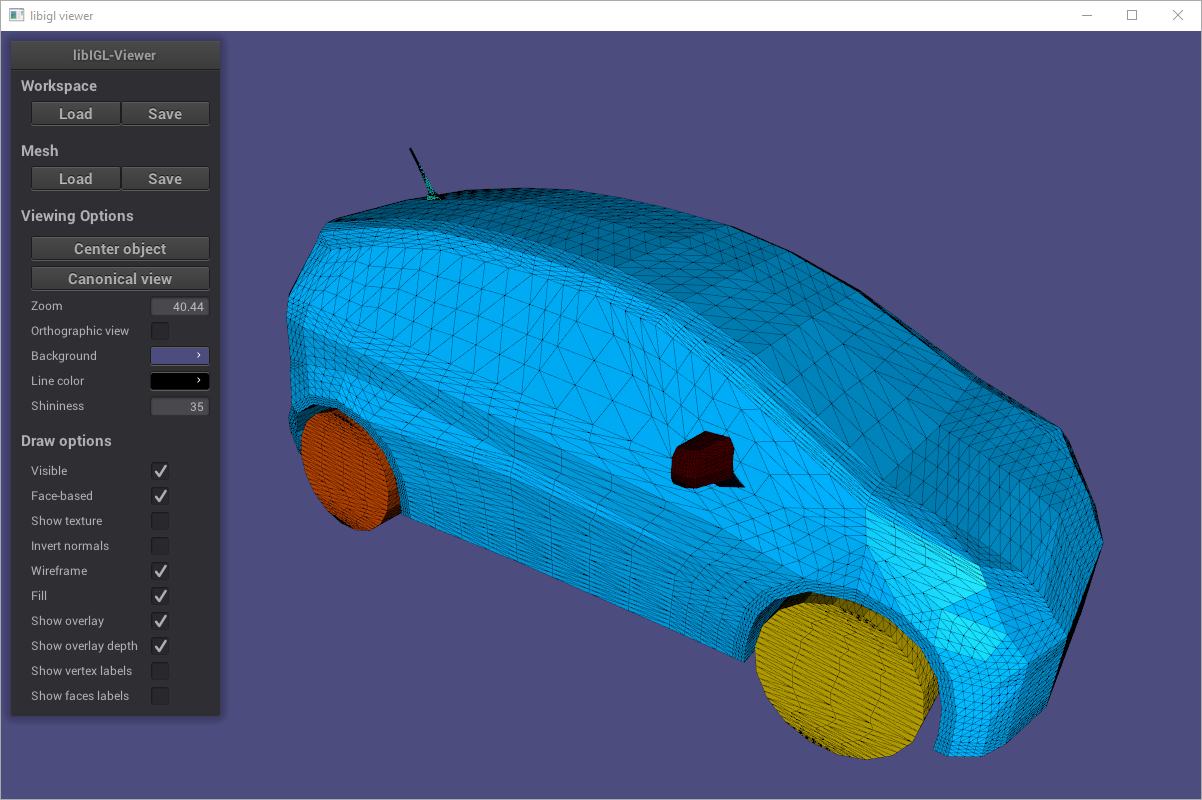 libigl viewer
libIGL-Viewer
Workspace
Load Save
Mesh
Load Save
Viewing Options
Center object
Canonical view
Zoom 40.44
Orthographic view
Background
Line color
Shininess 35
Draw options
Visible
Face-based
Show texture
Invert normals
Wireframe
Fill
Show overlay
Show overlay depth
Show vertex labels
Show faces labels